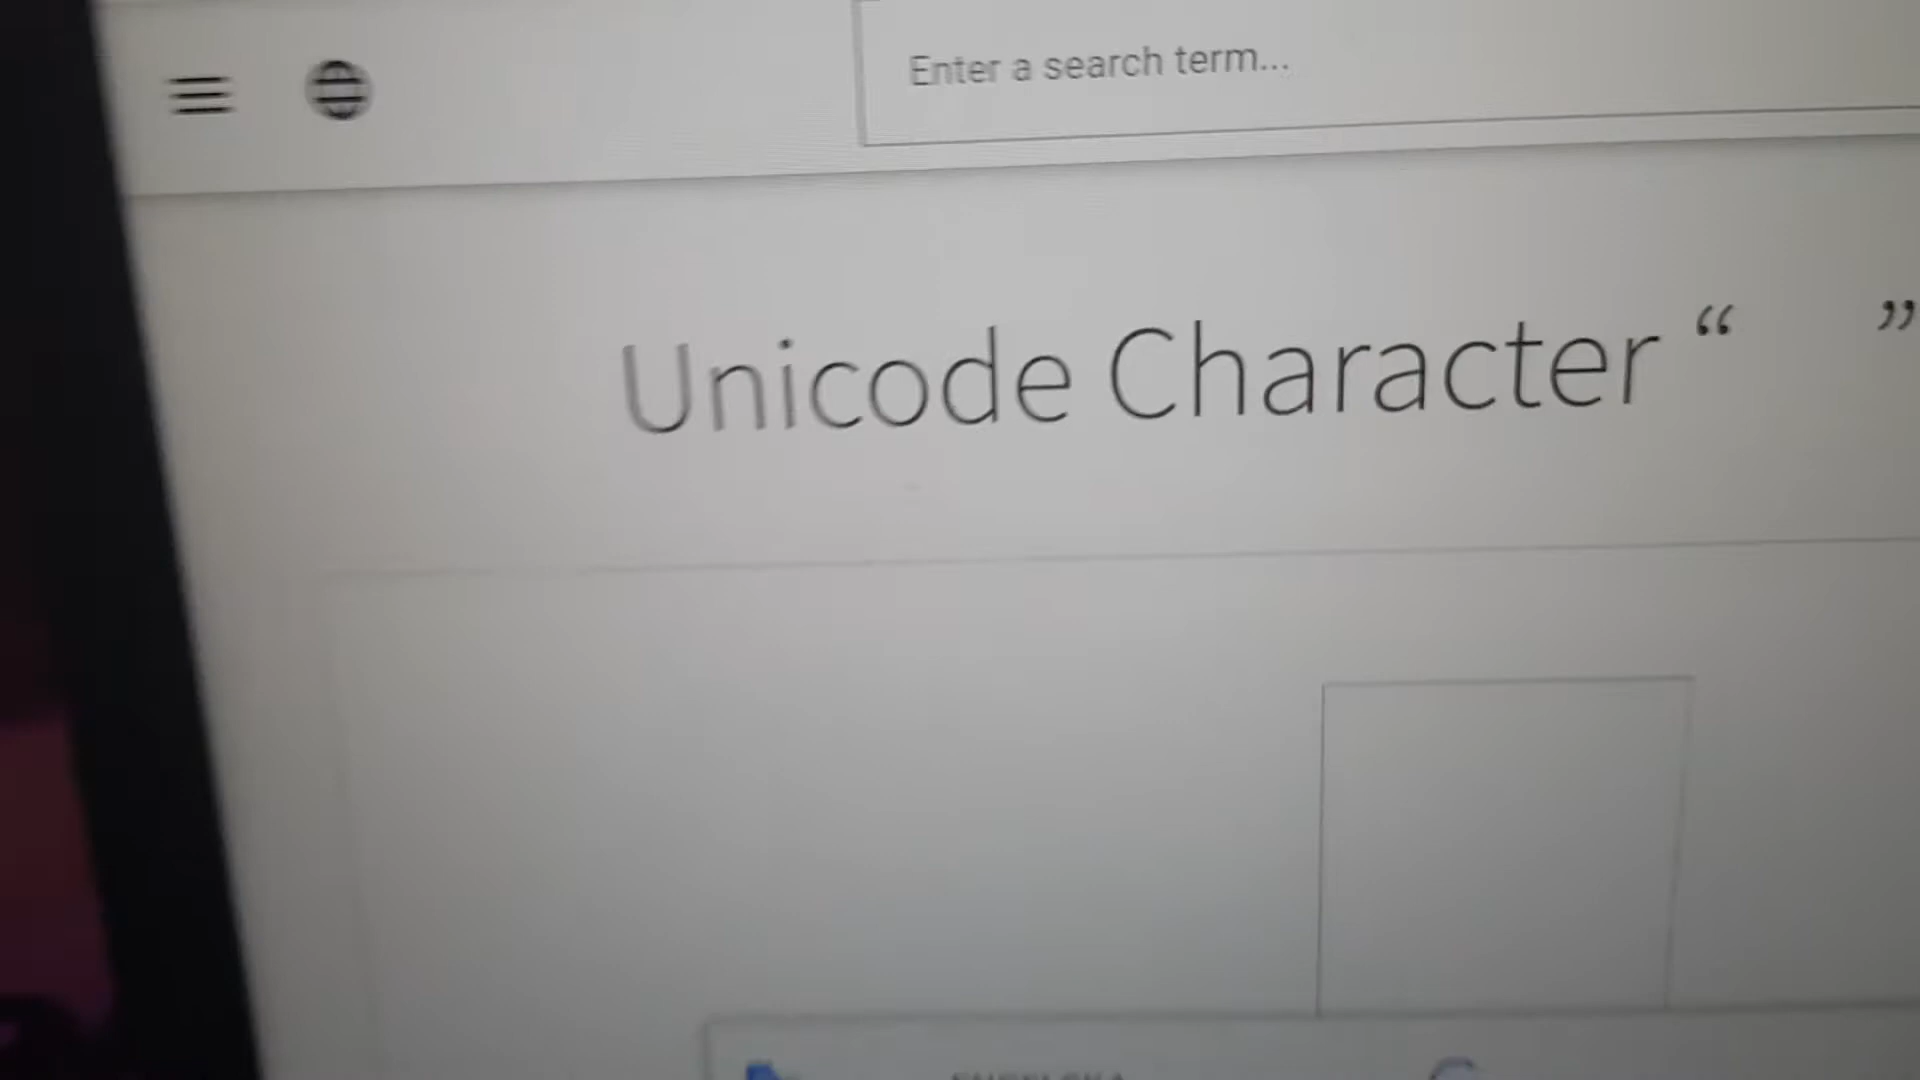 Enter a search term...
Unicode Character “ ”